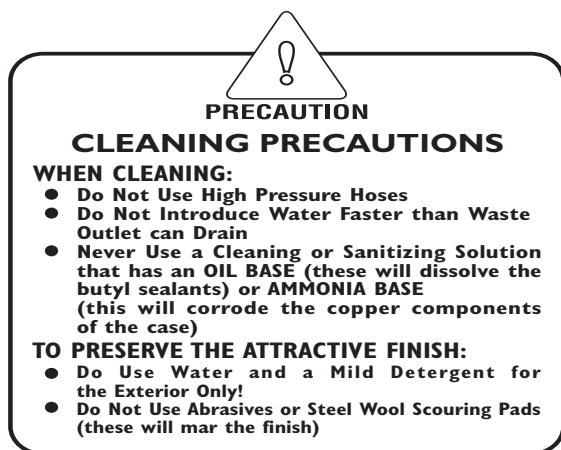 !
PRECAUTION
CLEANING PRECAUTIONS
WHEN CLEANING:
● Do Not Use High Pressure Hoses
● Do Not Introduce Water Faster than Waste
Outlet can Drain
● Never Use a Cleaning or Sanitizing Solution
that has an OIL BASE (these will dissolve the
butyl sealants) or AMMONIA BASE
(this will corrode the copper components
of the case)
TO PRESERVE THE ATTRACTIVE FINISH:
● Do Use Water and a Mild Detergent for
the Exterior Only!
● Do Not Use Abrasives or Steel Wool Scouring Pads
(these will mar the finish)